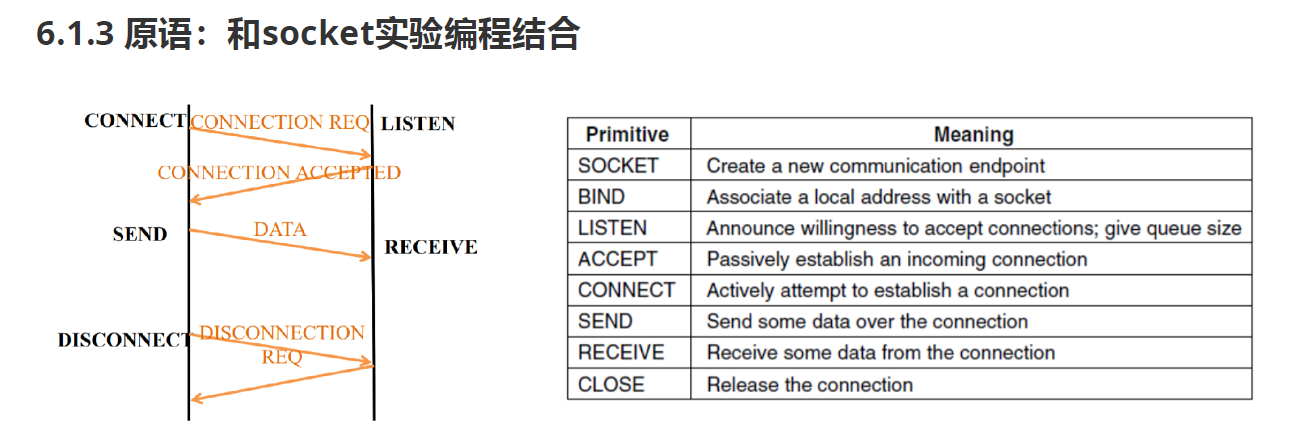 6.1.3 原语：和socket实验编程结合
CONNECT CONNECTION REQ LISTEN
CONNECTION ACCEPTED
SEND DATA RECEIVE
DISCONNECT DISCONNECTION
REQ
Primitive Meaning
SOCKET Create a new communication endpoint
BIND Associate a local address with a socket
LISTEN Announce willingness to accept connections; give queue size
ACCEPT Passively establish an incoming connection
CONNECT Actively attempt to establish a connection
SEND Send some data over the connection
RECEIVE Receive some data from the connection
CLOSE Release the connection